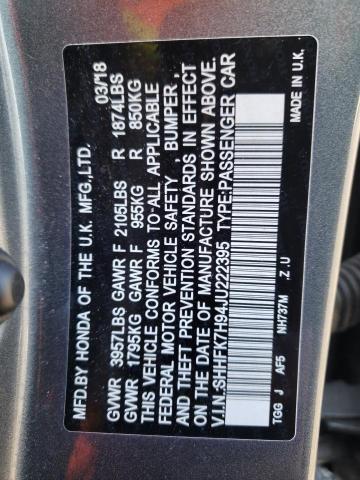 MFD.BY HONDA OF THE U.K. MFG.,LTD. 03/18
GVWR 3957LBS GAWR F 2105LBS R 1874LBS
GVWR 1795KG GAWR F 955KG R 850KG
THIS VEHICLE CONFORMS TO ALL APPLICABLE
FEDERAL MOTOR VEHICLE SAFETY , BUMPER ,
AND THEFT PREVENTION STANDARDS IN EFFECT
ON THE DATE OF MANUFACTURE SHOWN ABOVE.
V.I.N.:SHHFK7H94JU222395 TYPE:PASSENGER CAR
TGG J AF5 NH737M . Z . U MADE IN U.K.